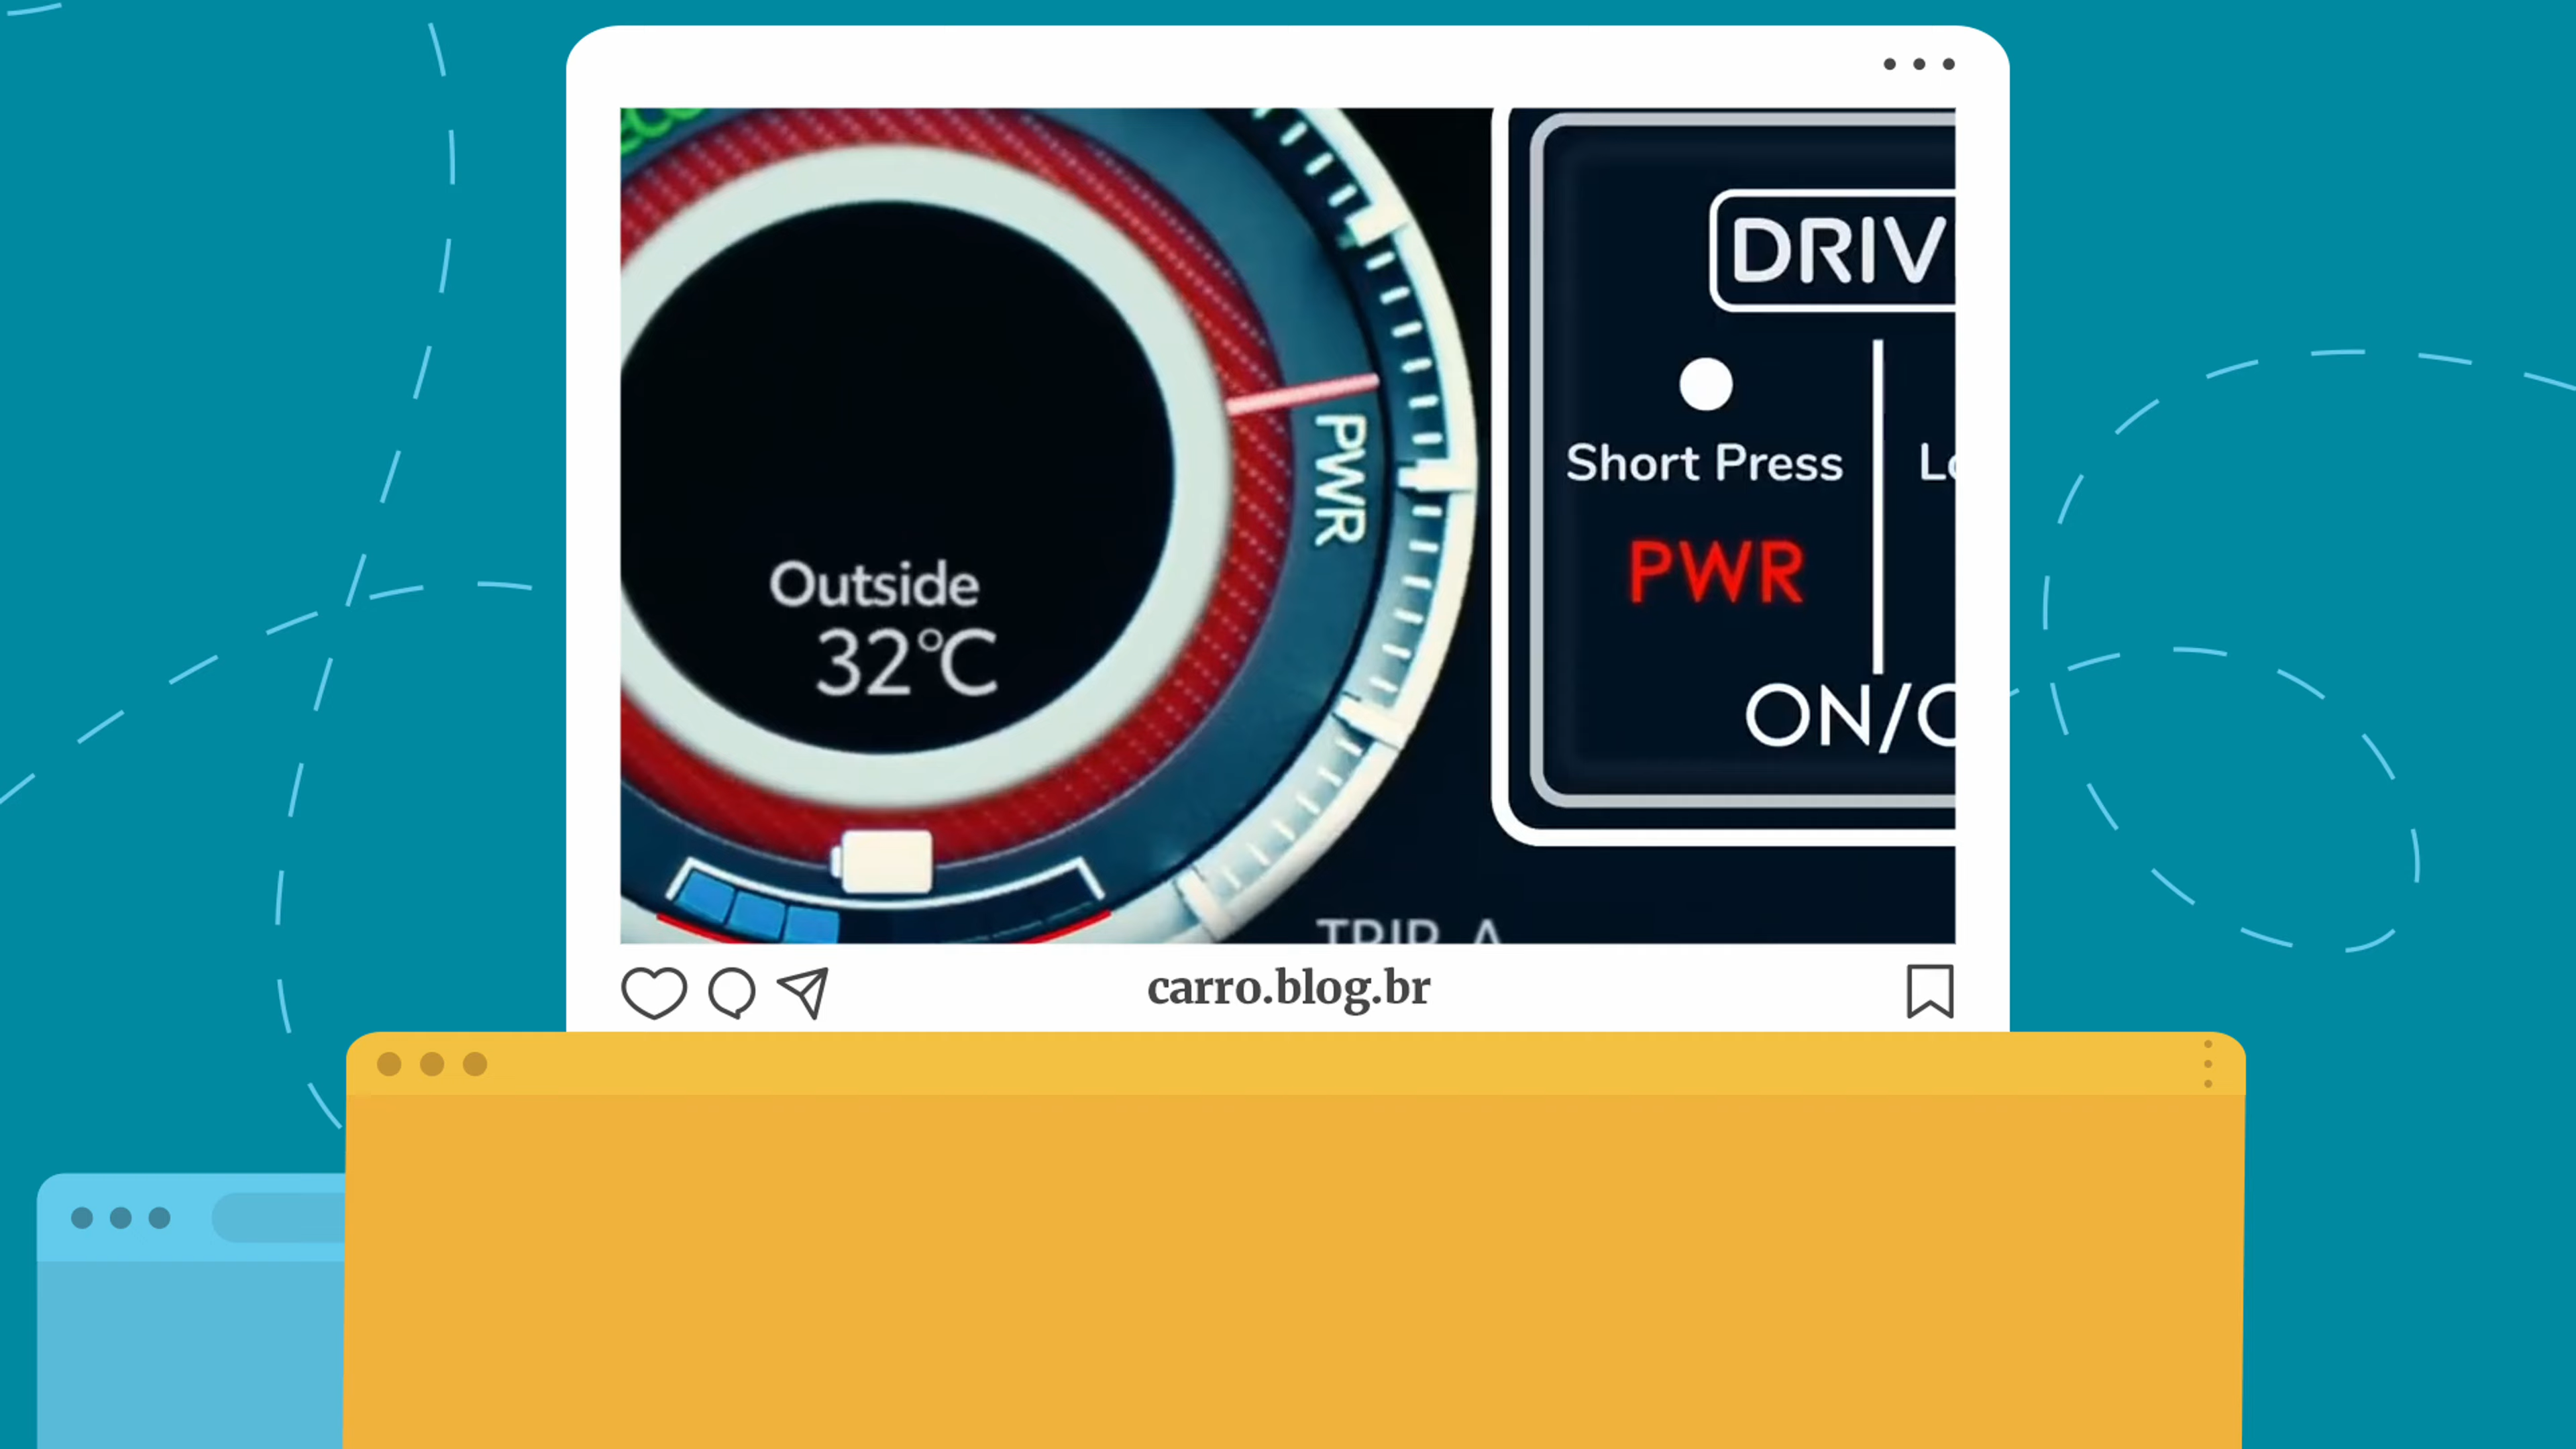 DRIV
Short Press
PWR
ON/
PWR
Outside
32°C
TRIP A
carro.blog.br